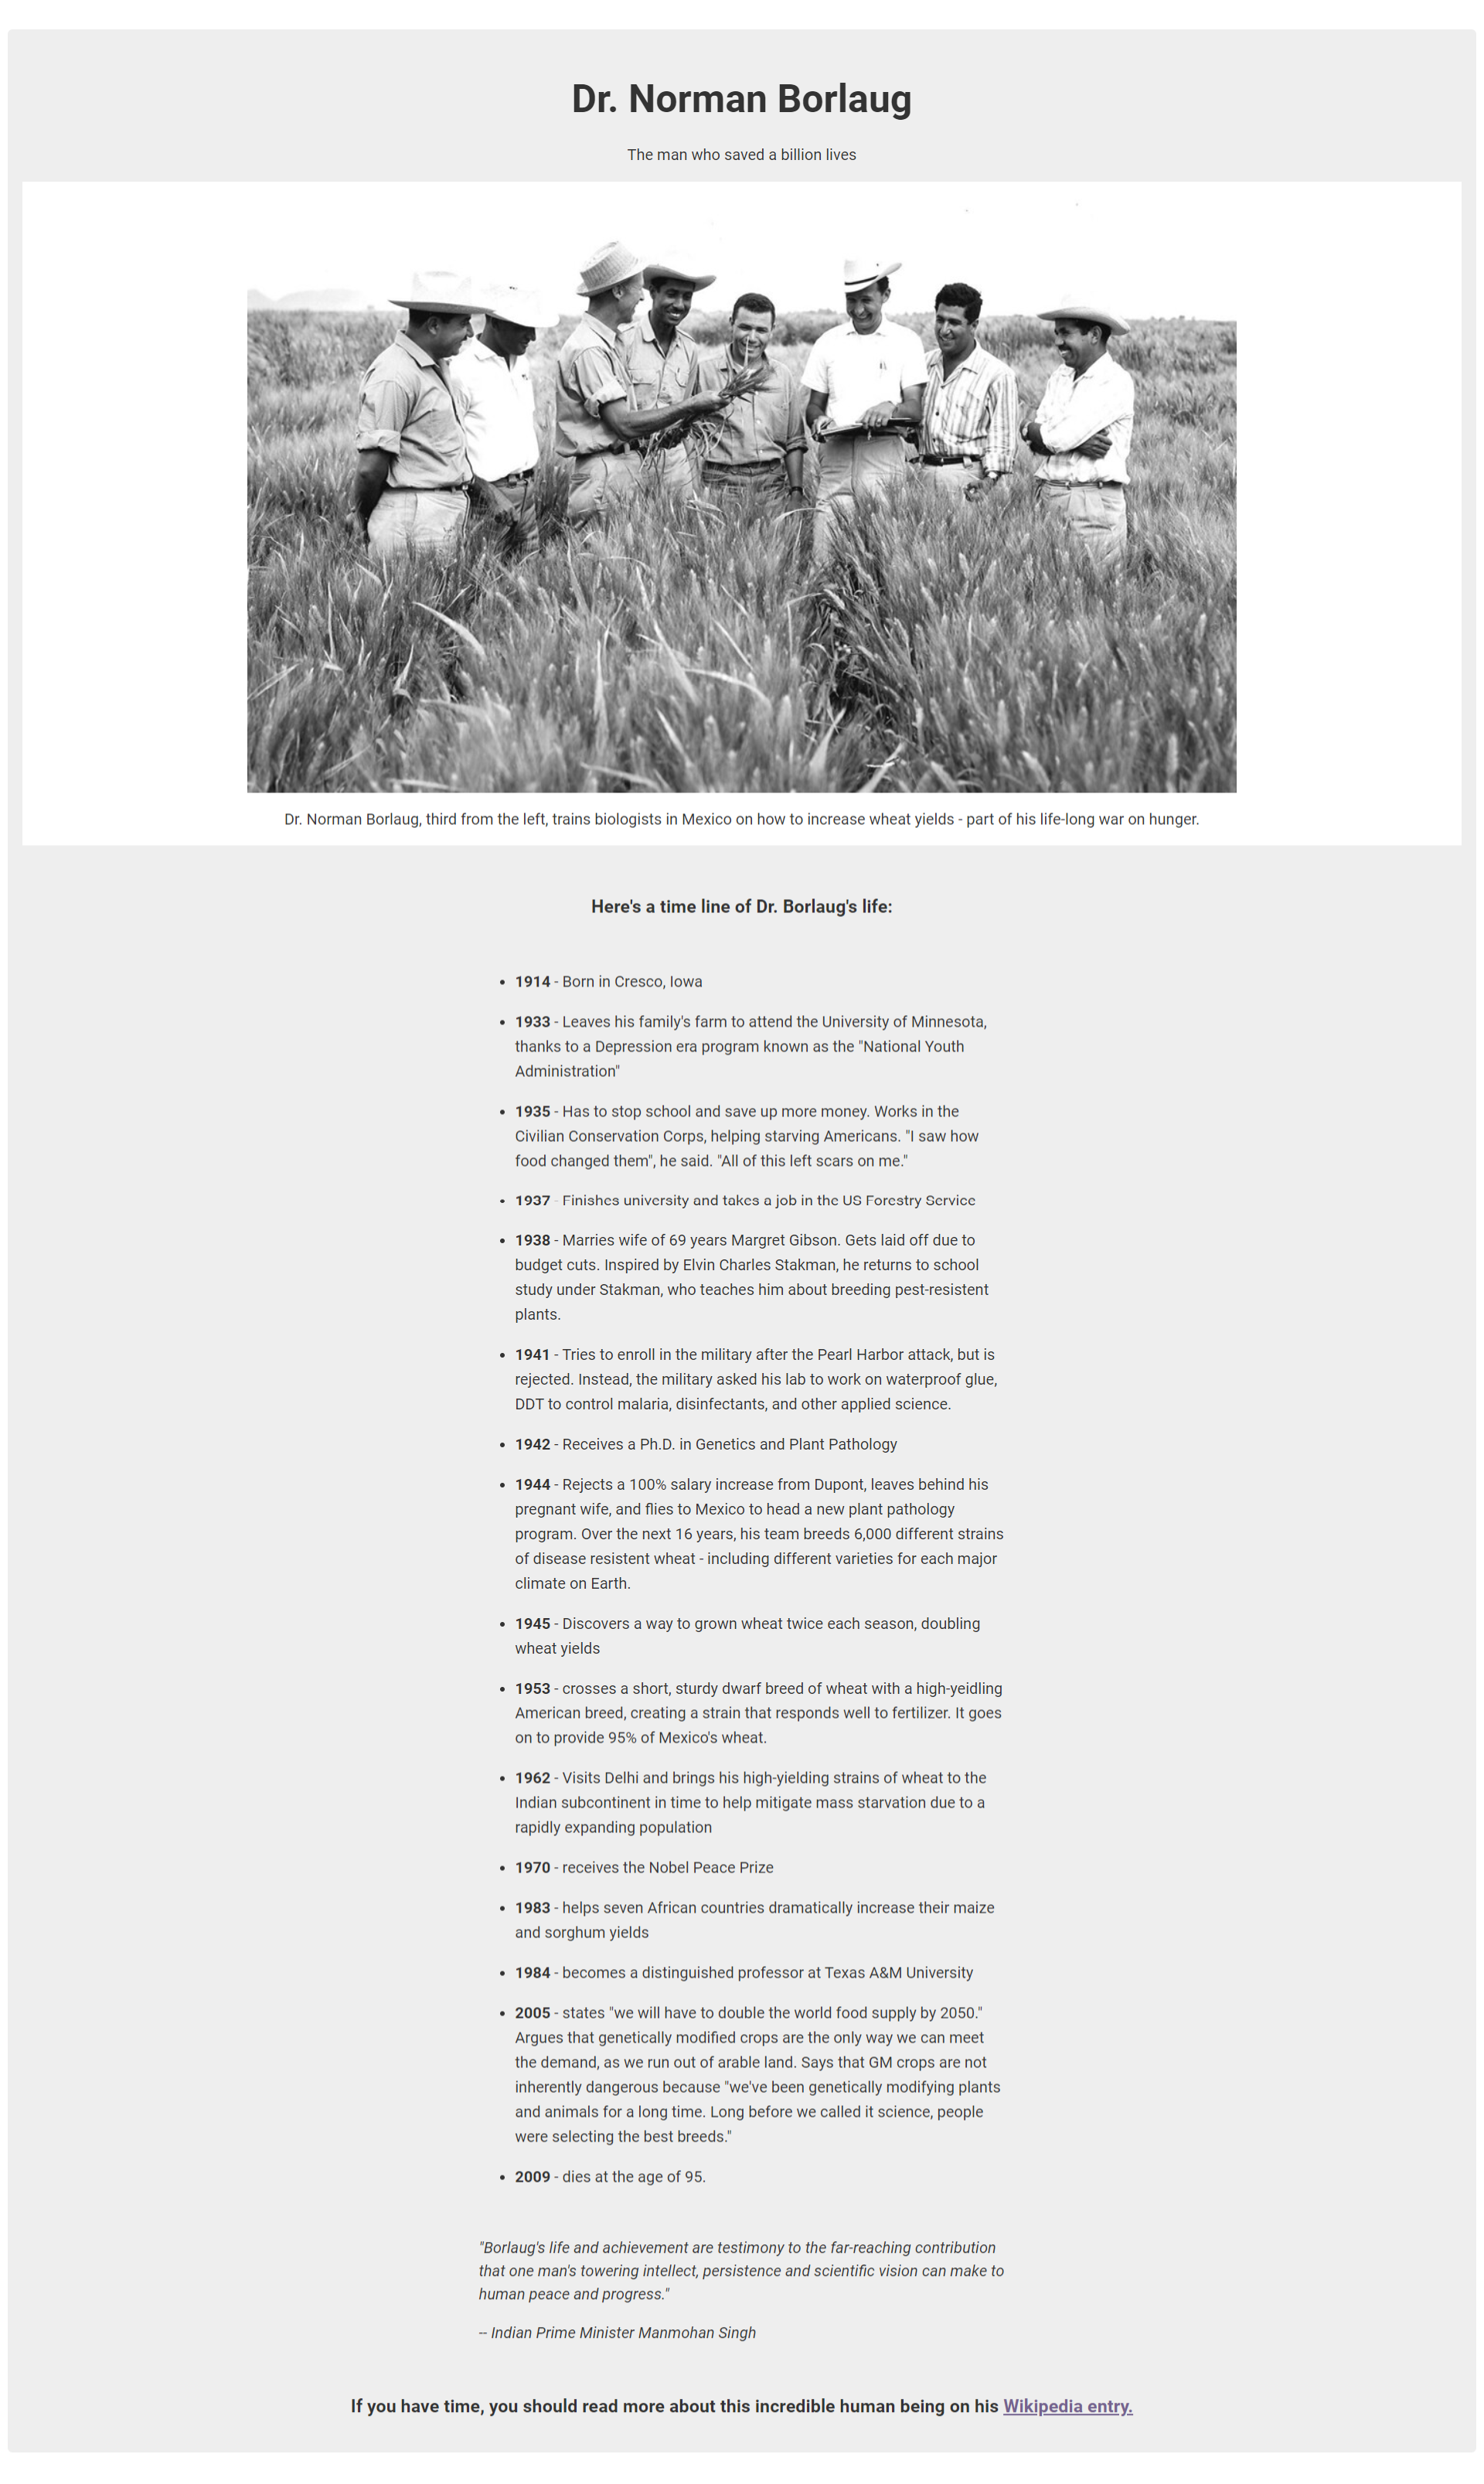 Dr. Norman Borlaug
The man who saved a billion lives
Dr. Norman Borlaug, third from the left, trains biologists in Mexico on how to increase wheat yields - part of his life-long war on hunger.
Here's a time line of Dr. Borlaug's life:
• 1914 - Born in Cresco, Iowa
• 1933 - Leaves his family's farm to attend the University of Minnesota,
thanks to a Depression era program known as the "National Youth
Administration"
• 1935 - Has to stop school and save up more money. Works in the
Civilian Conservation Corps, helping starving Americans. "I saw how
food changed them", he said. "All of this left scars on me."
• 1937 - Finishes university and takes a job in the US Forestry Service
• 1938 - Marries wife of 69 years Margret Gibson. Gets laid off due to
budget cuts. Inspired by Elvin Charles Stakman, he returns to school
study under Stakman, who teaches him about breeding pest-resistent
plants.
• 1941 - Tries to enroll in the military after the Pearl Harbor attack, but is
rejected. Instead, the military asked his lab to work on waterproof glue,
DDT to control malaria, disinfectants, and other applied science.
• 1942 - Receives a Ph.D. in Genetics and Plant Pathology
• 1944 - Rejects a 100% salary increase from Dupont, leaves behind his
pregnant wife, and flies to Mexico to head a new plant pathology
program. Over the next 16 years, his team breeds 6,000 different strains
of disease resistent wheat - including different varieties for each major
climate on Earth.
• 1945 - Discovers a way to grown wheat twice each season, doubling
wheat yields
• 1953 - crosses a short, sturdy dwarf breed of wheat with a high-yeidling
American breed, creating a strain that responds well to fertilizer. It goes
on to provide 95% of Mexico's wheat.
• 1962 - Visits Delhi and brings his high-yielding strains of wheat to the
Indian subcontinent in time to help mitigate mass starvation due to a
rapidly expanding population
• 1970 - receives the Nobel Peace Prize
• 1983 - helps seven African countries dramatically increase their maize
and sorghum yields
• 1984 - becomes a distinguished professor at Texas A&M University
• 2005 - states "we will have to double the world food supply by 2050."
Argues that genetically modified crops are the only way we can meet
the demand, as we run out of arable land. Says that GM crops are not
inherently dangerous because "we've been genetically modifying plants
and animals for a long time. Long before we called it science, people
were selecting the best breeds."
• 2009 - dies at the age of 95.
"Borlaug's life and achievement are testimony to the far-reaching contribution
that one man's towering intellect, persistence and scientific vision can make to
human peace and progress."
-- Indian Prime Minister Manmohan Singh
If you have time, you should read more about this incredible human being on his Wikipedia entry.